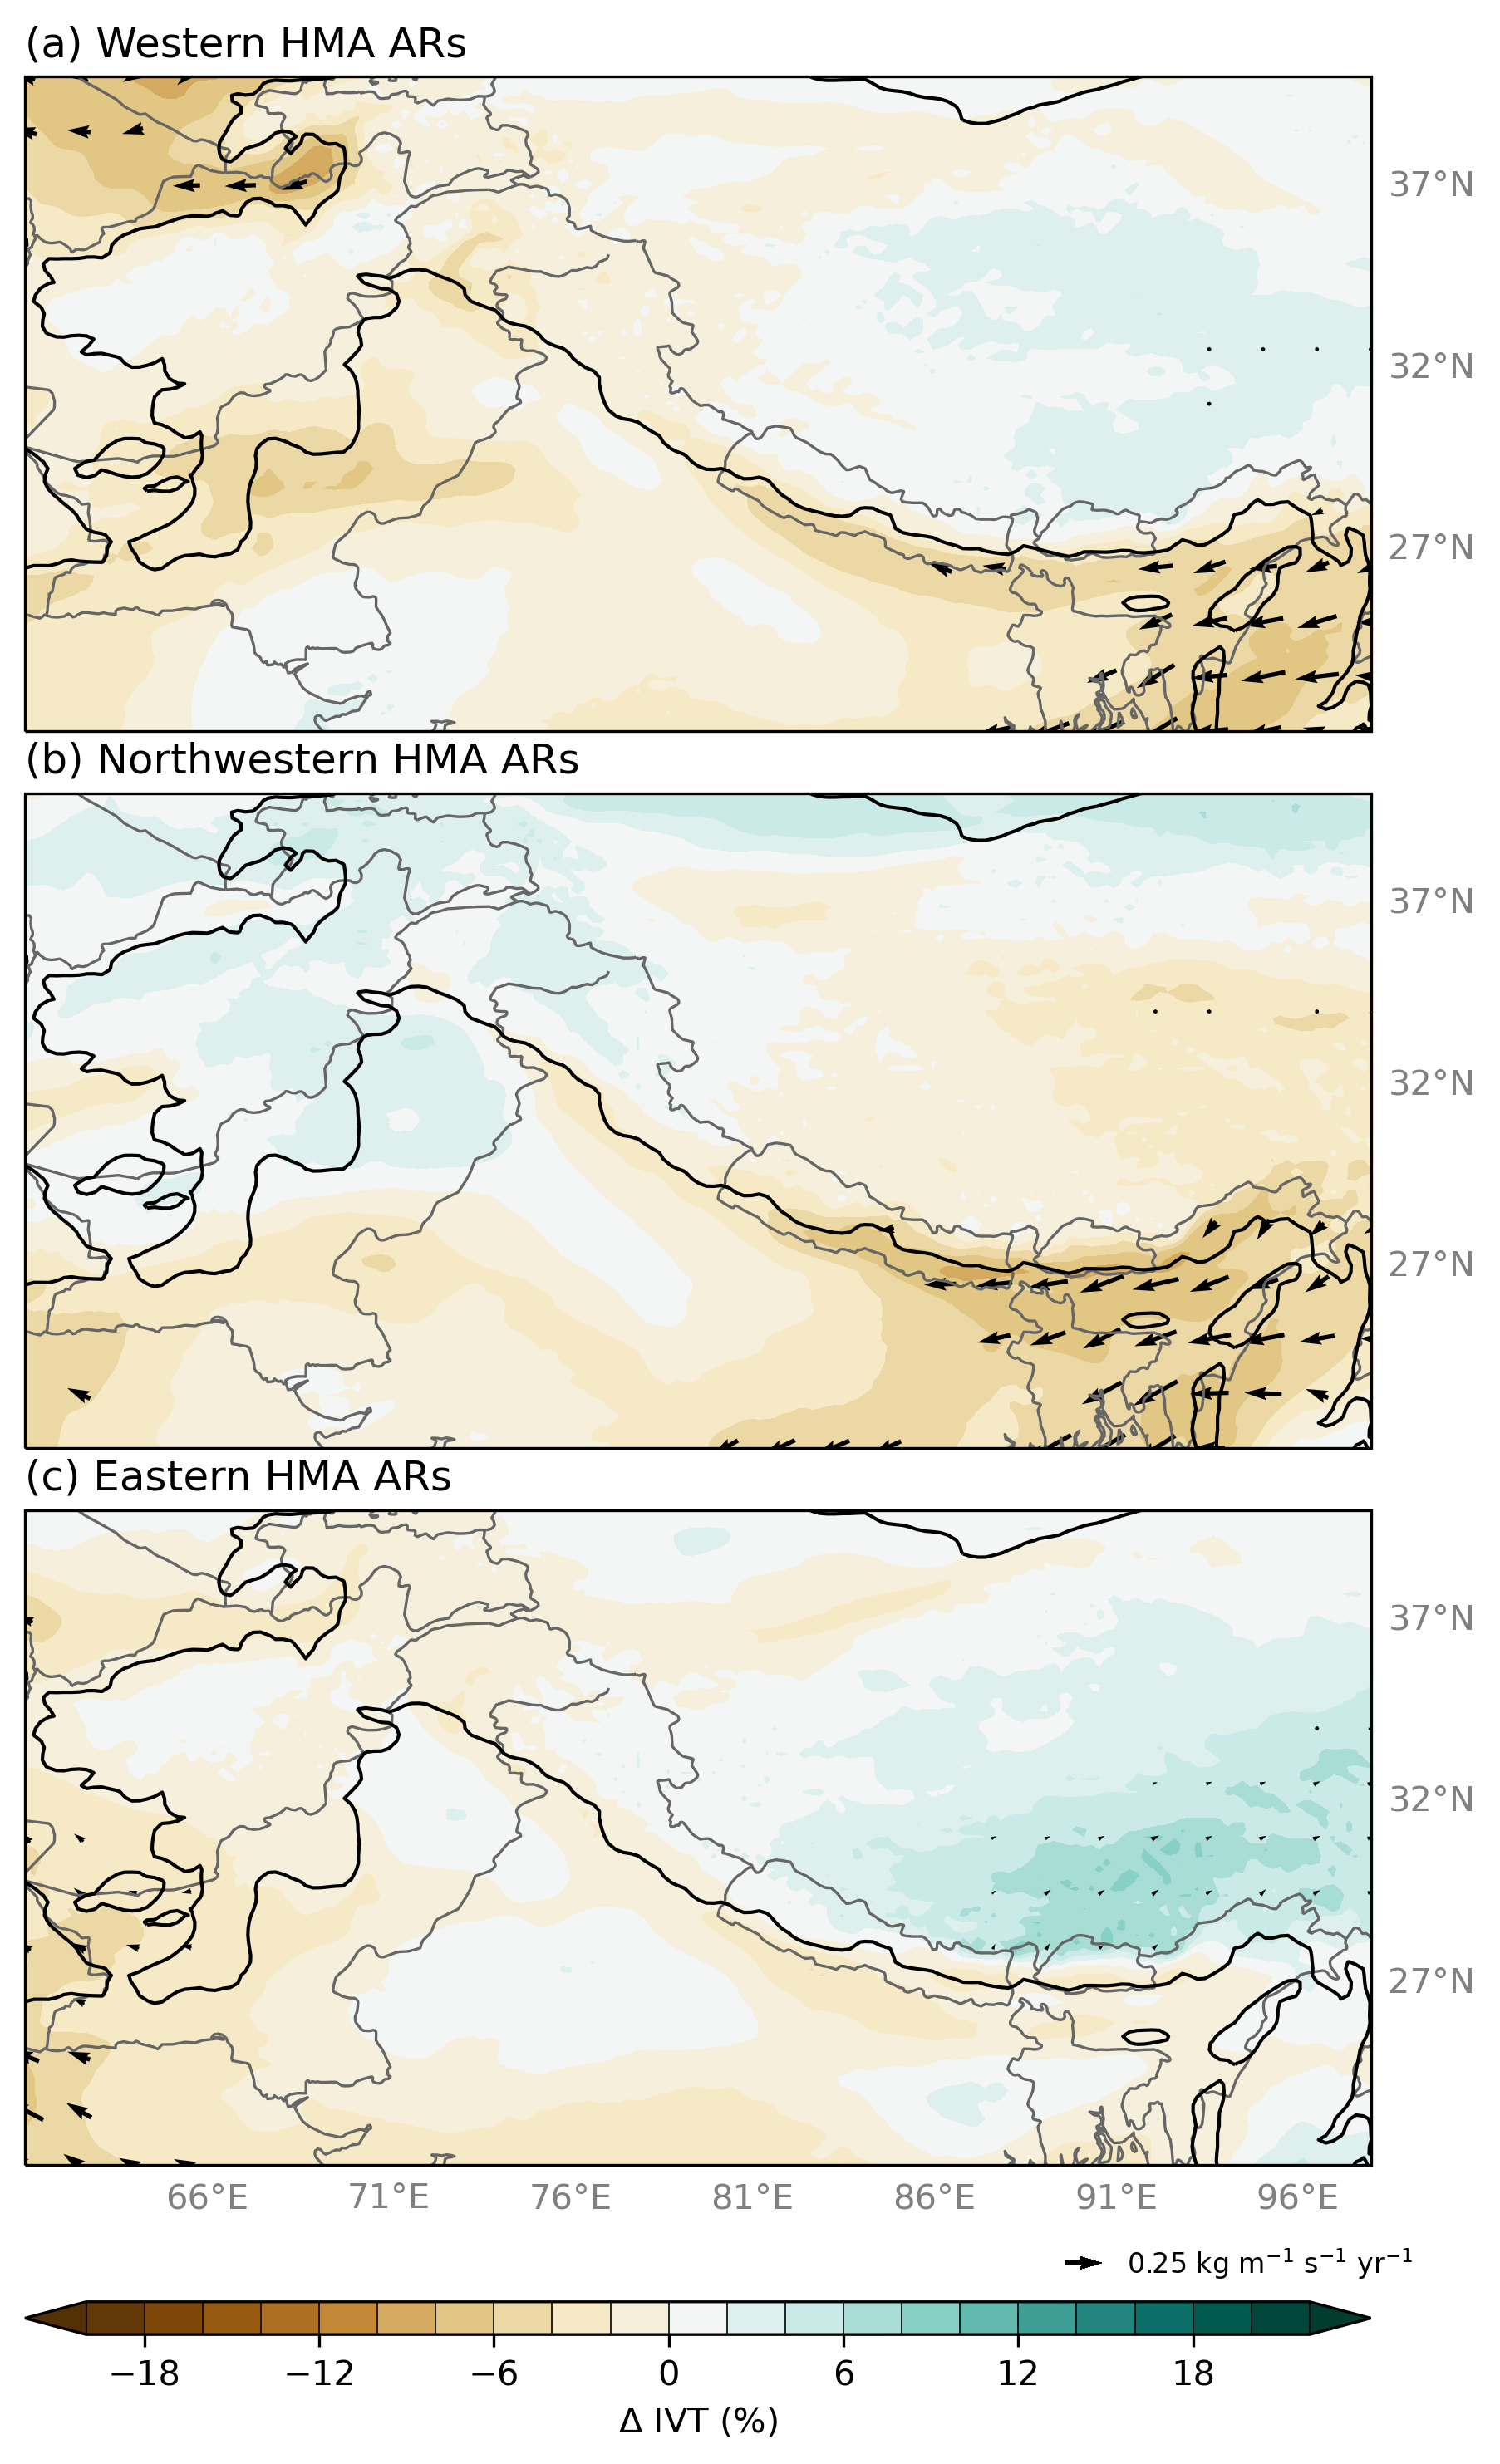 (a) Western HMA ARs
37°N
32°N
27°N
(b) Northwestern HMA ARs
37°N
32°N
27°N
(c) Eastern HMA ARs
37°N
32°N
27°N
66°E 71°E 76°E 81°E 86°E 91°E 96°E
0.25 kg m⁻¹ s⁻¹ yr⁻¹
−18 −12 −6 0 6 12 18
Δ IVT (%)